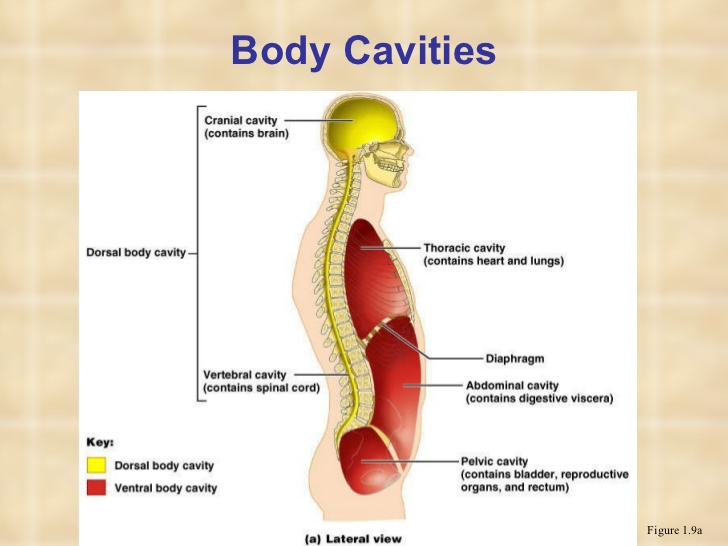 Body Cavities
Cranial cavity
(contains brain)
Dorsal body cavity
Thoracic cavity
(contains heart and lungs)
Diaphragm
Vertebral cavity
(contains spinal cord)
Abdominal cavity
(contains digestive viscera)
Key:
Dorsal body cavity
Ventral body cavity
Pelvic cavity
(contains bladder, reproductive
organs, and rectum)
(a) Lateral view
Figure 1.9a